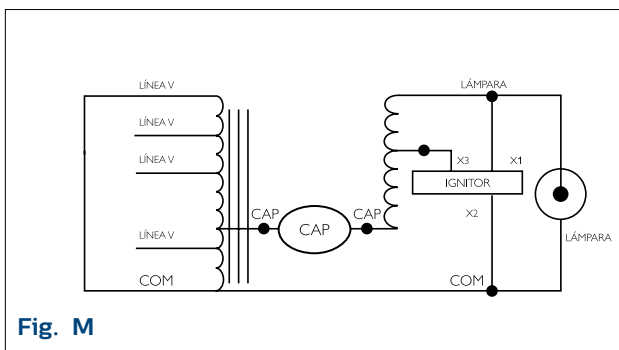 LÍNEA V
LÁMPARA
LÍNEA V
LÍNEA V
X3
X1
IGNITOR
CAP
CAP
CAP
X2
LÍNEA V
LÁMPARA
COM
COM
Fig. M